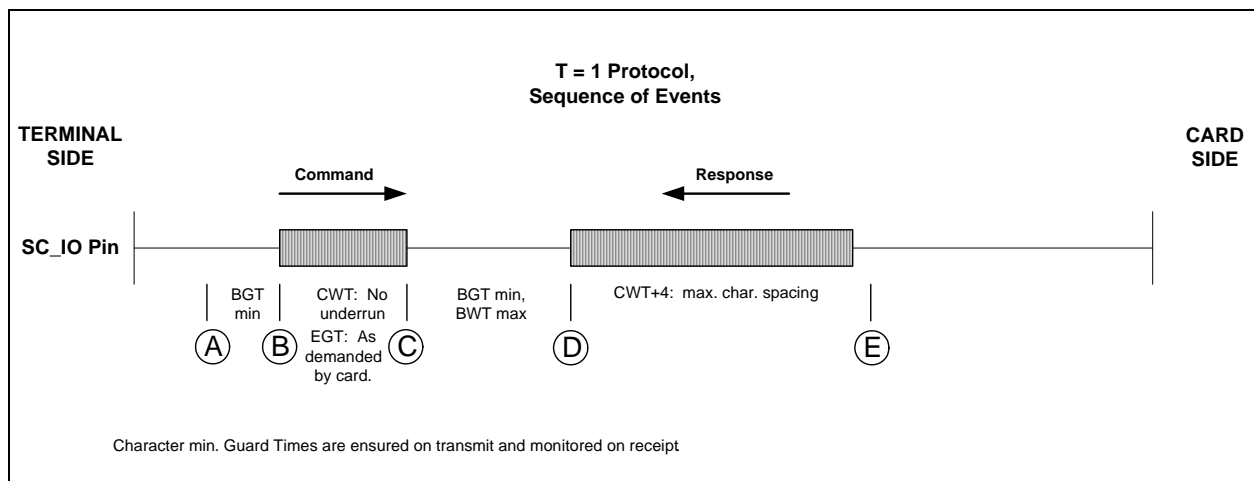 T = 1 Protocol,
Sequence of Events
TERMINAL
SIDE
CARD
SIDE
Command
Response
SC_IO Pin
BGT
min
CWT: No
underrun
EGT: As
demanded
by card.
BGT min,
BWT max
CWT+4: max. char. spacing
A
B
C
D
E
Character min. Guard Times are ensured on transmit and monitored on receipt